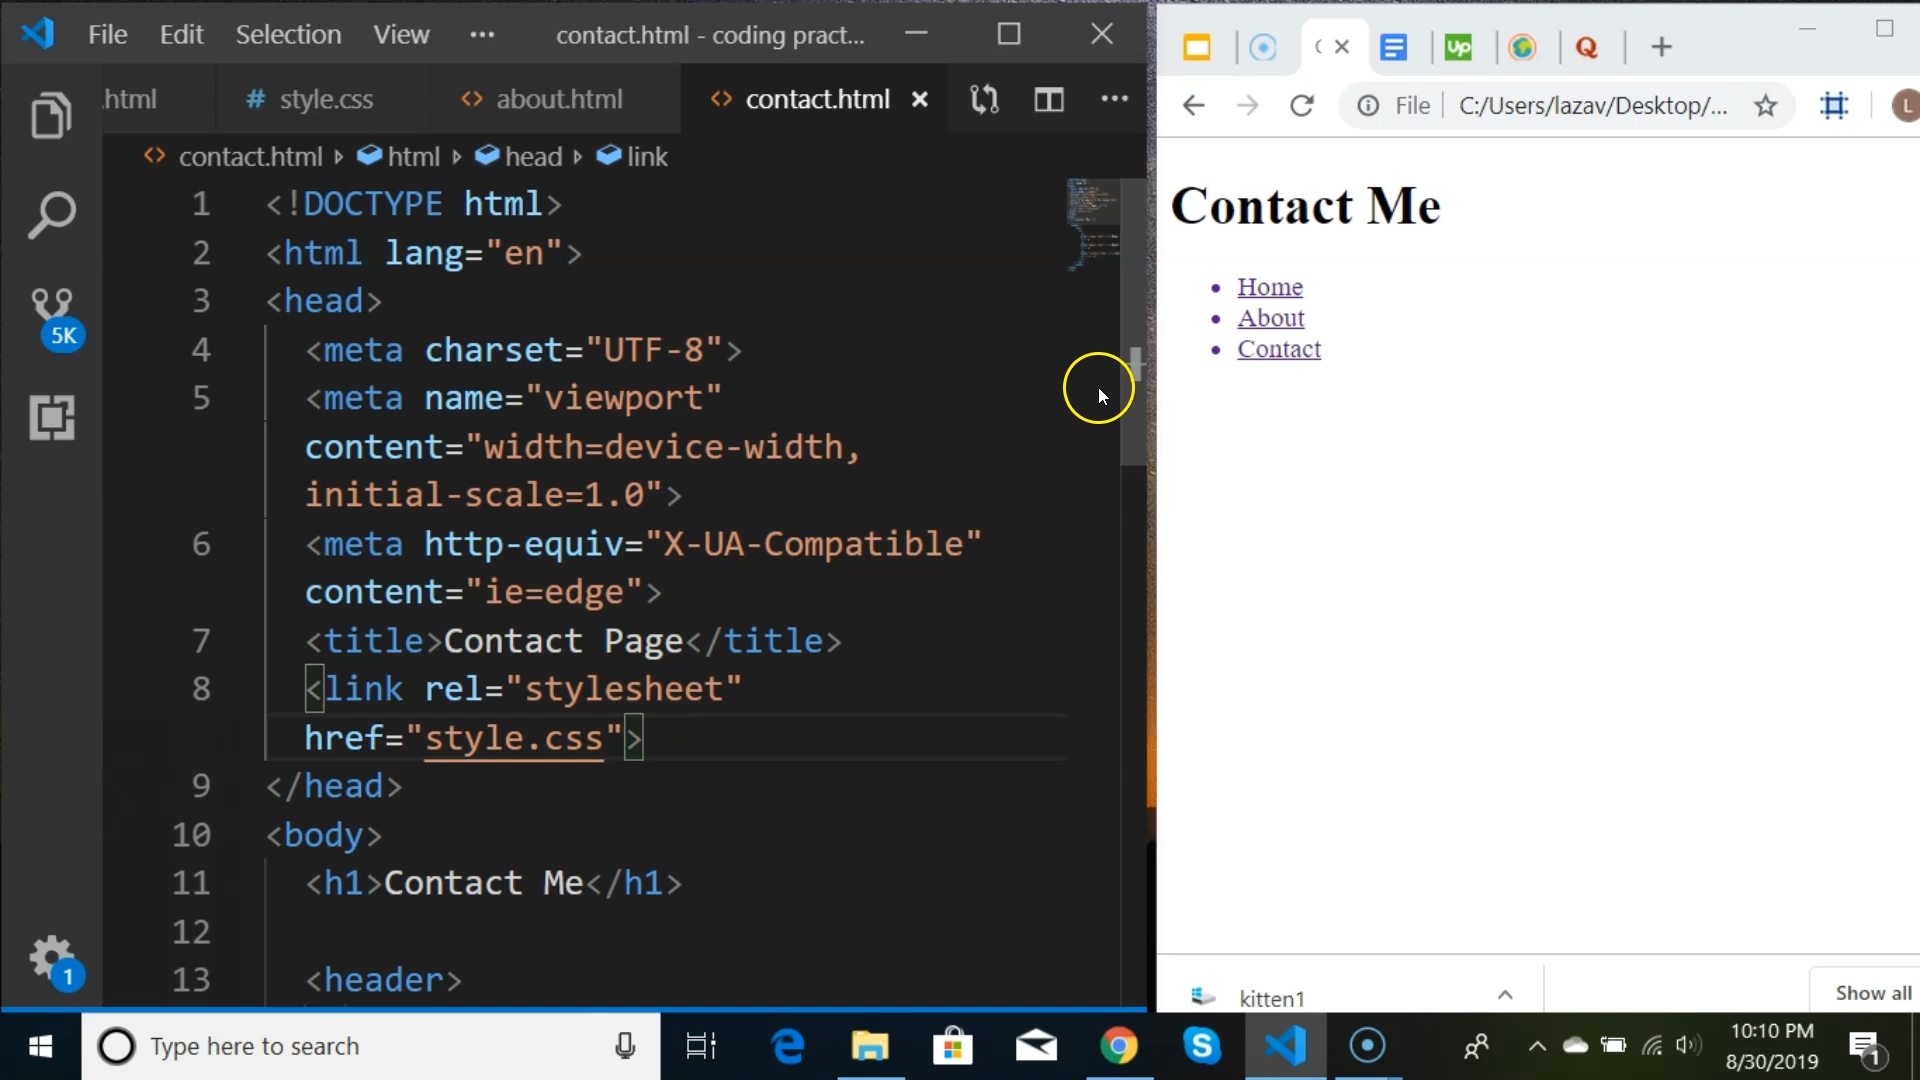 File Edit Selection View ··· contact.html - coding pract...
.html # style.css <> about.html <> contact.html
contact.html html head link
1 <!DOCTYPE html>
2 <html lang="en">
3 <head>
4 <meta charset="UTF-8">
5 <meta name="viewport"
content="width=device-width,
initial-scale=1.0">
6 <meta http-equiv="X-UA-Compatible"
content="ie=edge">
7 <title>Contact Page</title>
8 <link rel="stylesheet"
href="style.css">
9 </head>
10 <body>
11 <h1>Contact Me</h1>
12
13 <header>
5K
1
Up Q
File C:/Users/lazav/Desktop/... L
Contact Me
• Home
• About
• Contact
kitten1 Show all
Type here to search
10:10 PM
8/30/2019
1